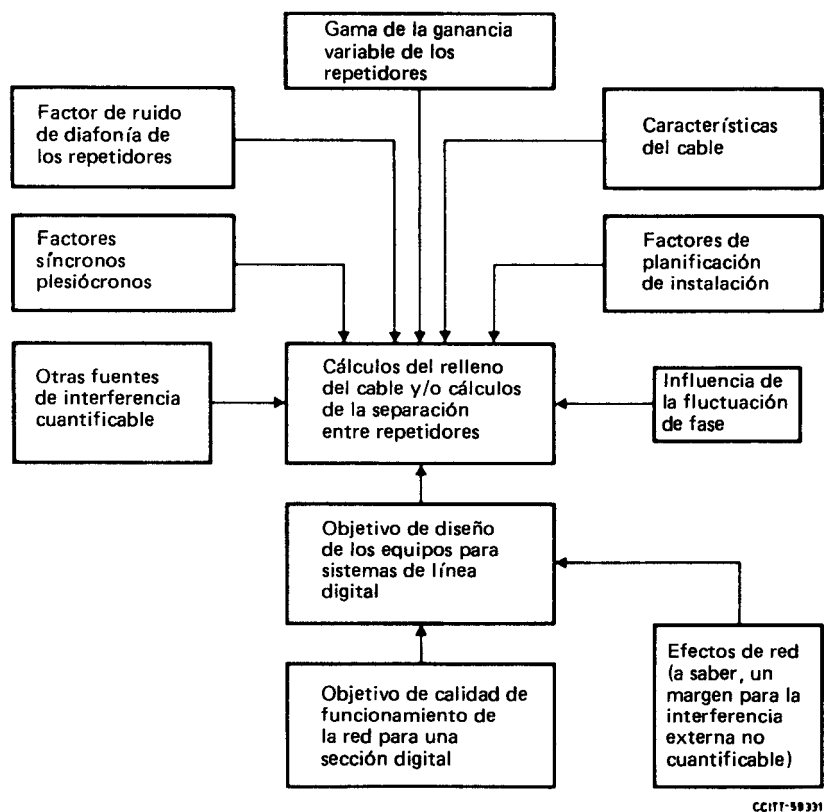 Gama de la ganancia
variable de los
repetidores
Factor de ruido
de diafonía de
los repetidores
Características
del cable
Factores
síncronos
plesiócronos
Factores de
planificación
de instalación
Otras fuentes
de interferencia
cuantificable
Cálculos del relleno
del cable y/o cálculos
de la separación
entre repetidores
Influencia de
la fluctuación
de fase
Objetivo de diseño
de los equipos para
sistemas de línea
digital
Objetivo de calidad de
funcionamiento de
la red para una
sección digital
Efectos de red
(a saber, un
margen para la
interferencia
externa no
cuantificable)
CCITT-59331